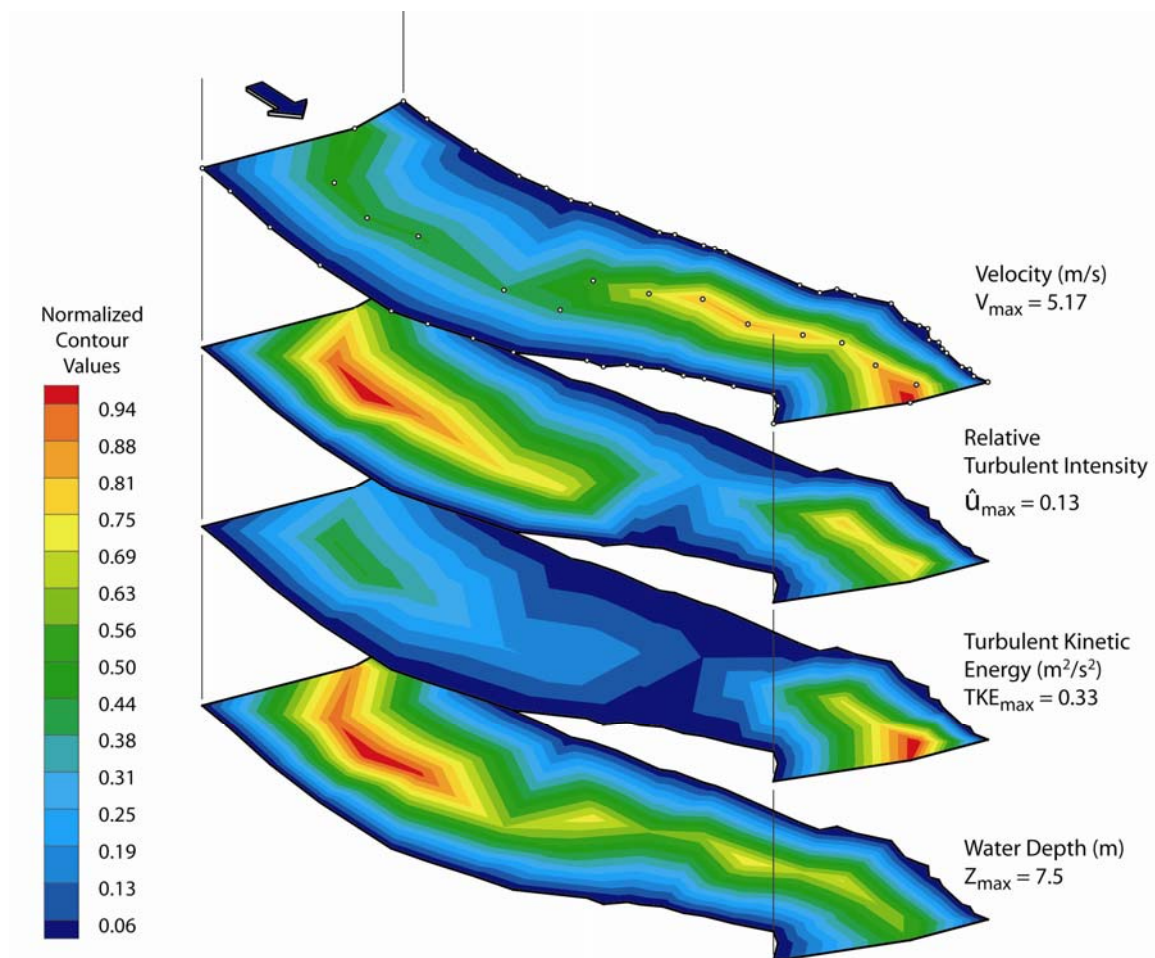 Velocity (m/s)
Vmax = 5.17
Normalized
Contour
Values
0.94
0.88
0.81
0.75
0.69
0.63
0.56
0.50
0.44
0.38
0.31
0.25
0.19
0.13
0.06
Relative
Turbulent Intensity
ûmax = 0.13
Turbulent Kinetic
Energy (m²/s²)
TKEmax = 0.33
Water Depth (m)
Zmax = 7.5